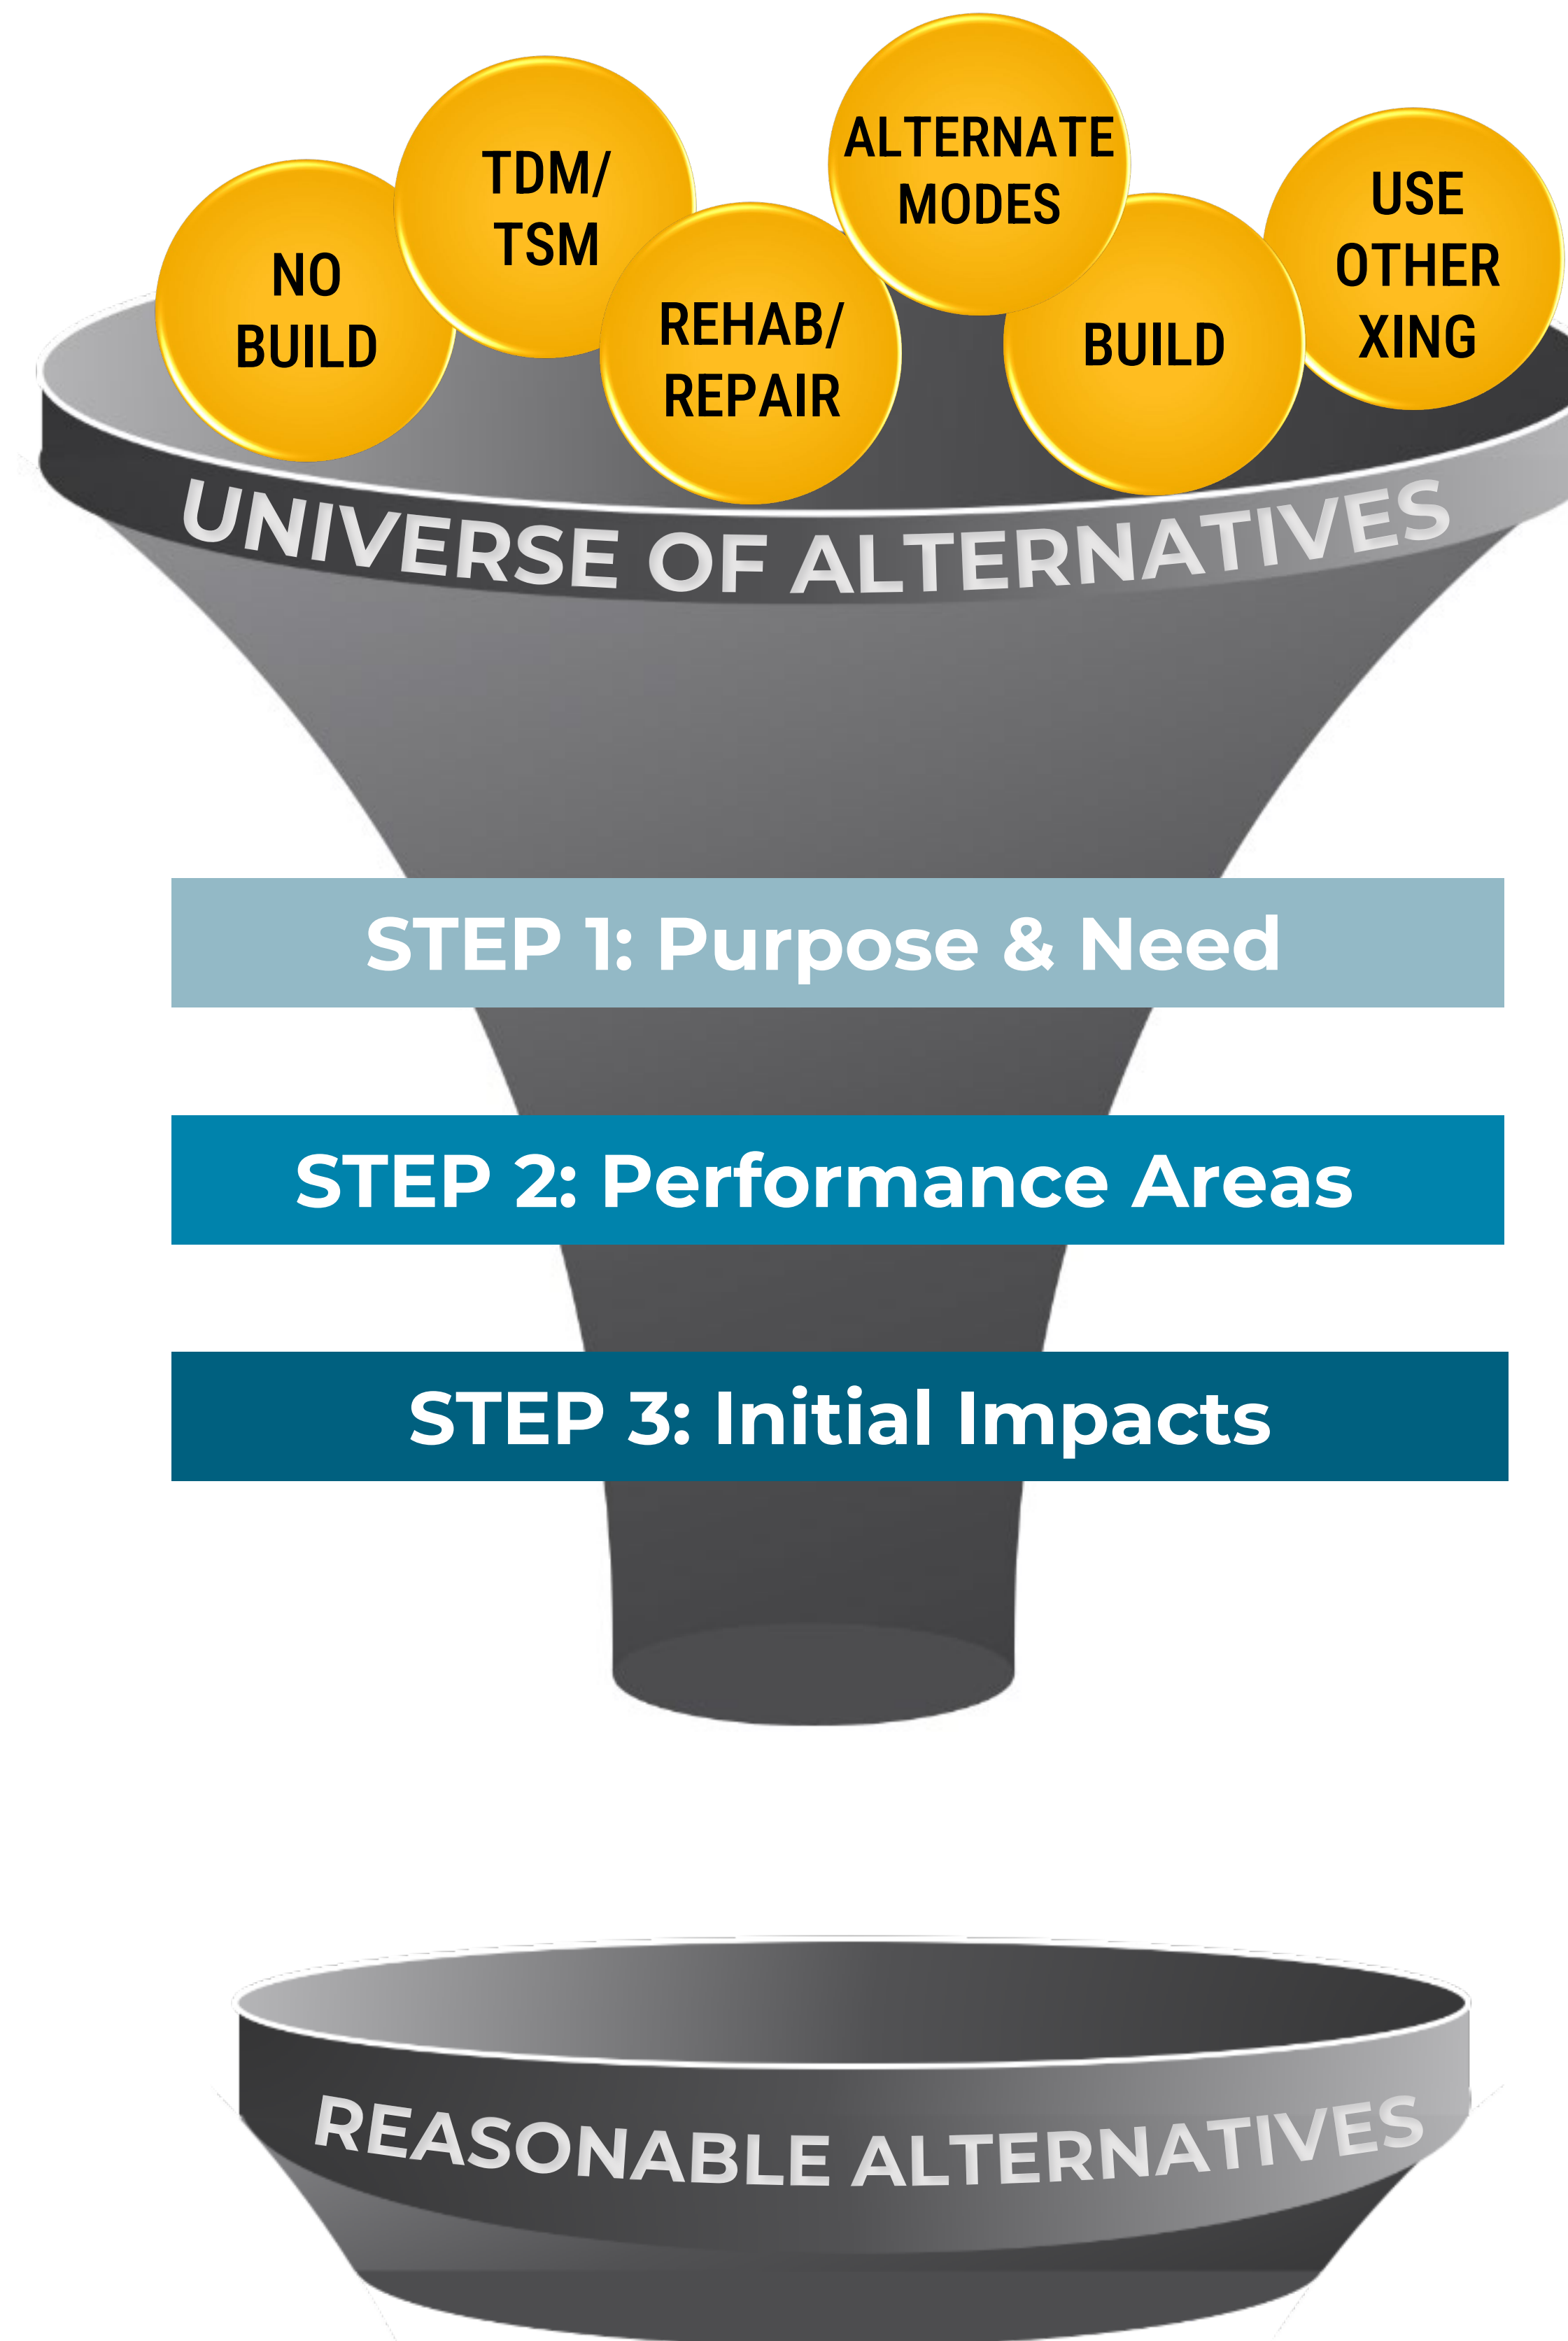 NO
BUILD
TDM/
TSM
REHAB/
REPAIR
ALTERNATE
MODES
BUILD
USE
OTHER
XING
UNIVERSE OF ALTERNATIVES
STEP 1: Purpose & Need
STEP 2: Performance Areas
STEP 3: Initial Impacts
REASONABLE ALTERNATIVES